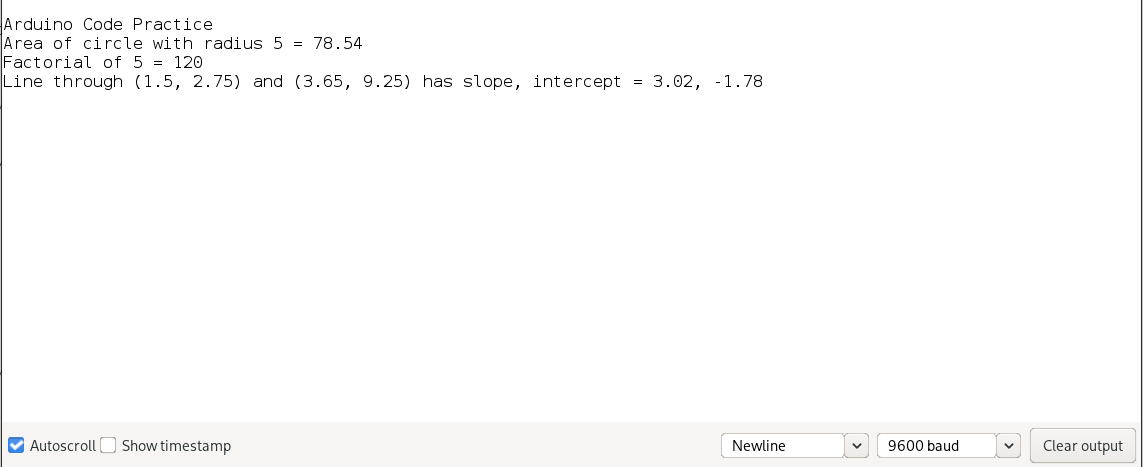 Arduino Code Practice
Area of circle with radius 5 = 78.54
Factorial of 5 = 120
Line through (1.5, 2.75) and (3.65, 9.25) has slope, intercept = 3.02, -1.78
Autoscroll Show timestamp Newline 9600 baud Clear output